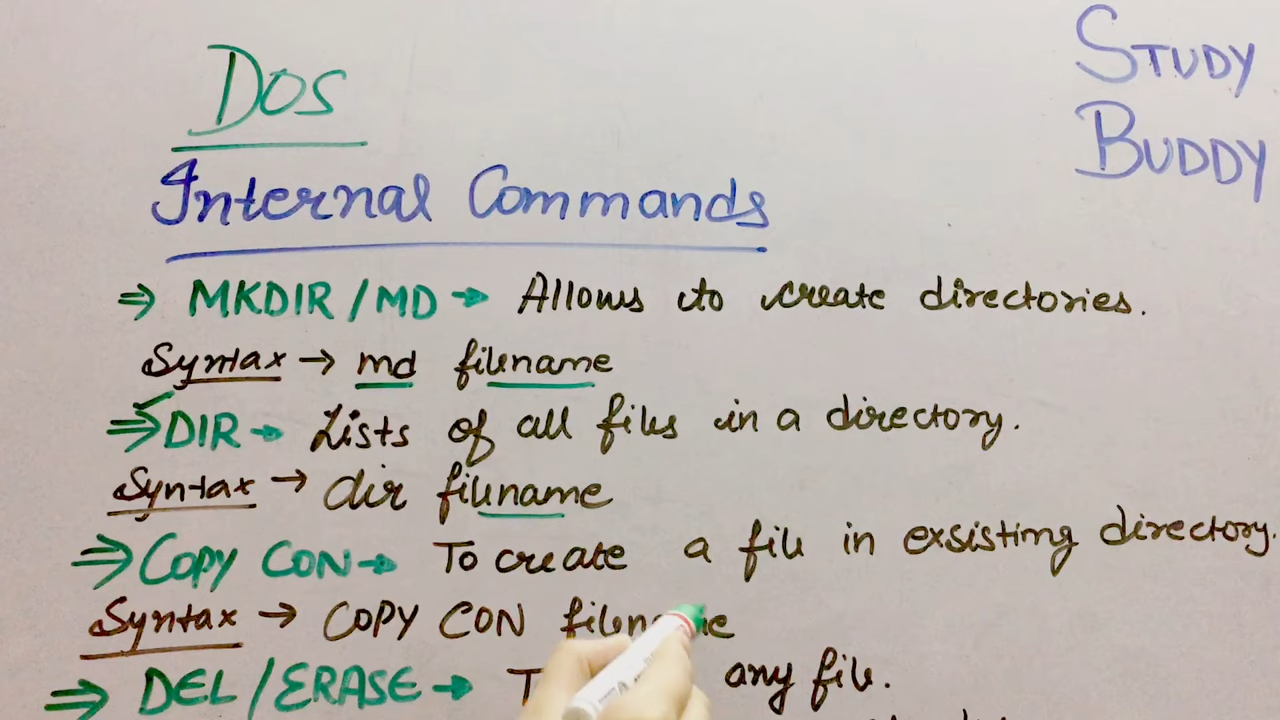 DOS
STUDY
BUDDY
Internal Commands
⇒ MKDIR / MD → Allows to create directories.
Syntax → md filename
⇒ DIR → Lists of all files in a directory.
Syntax → dir filename
⇒ COPY CON → To create a file in exsisting directory.
Syntax → COPY CON filename
⇒ DEL / ERASE → any file.